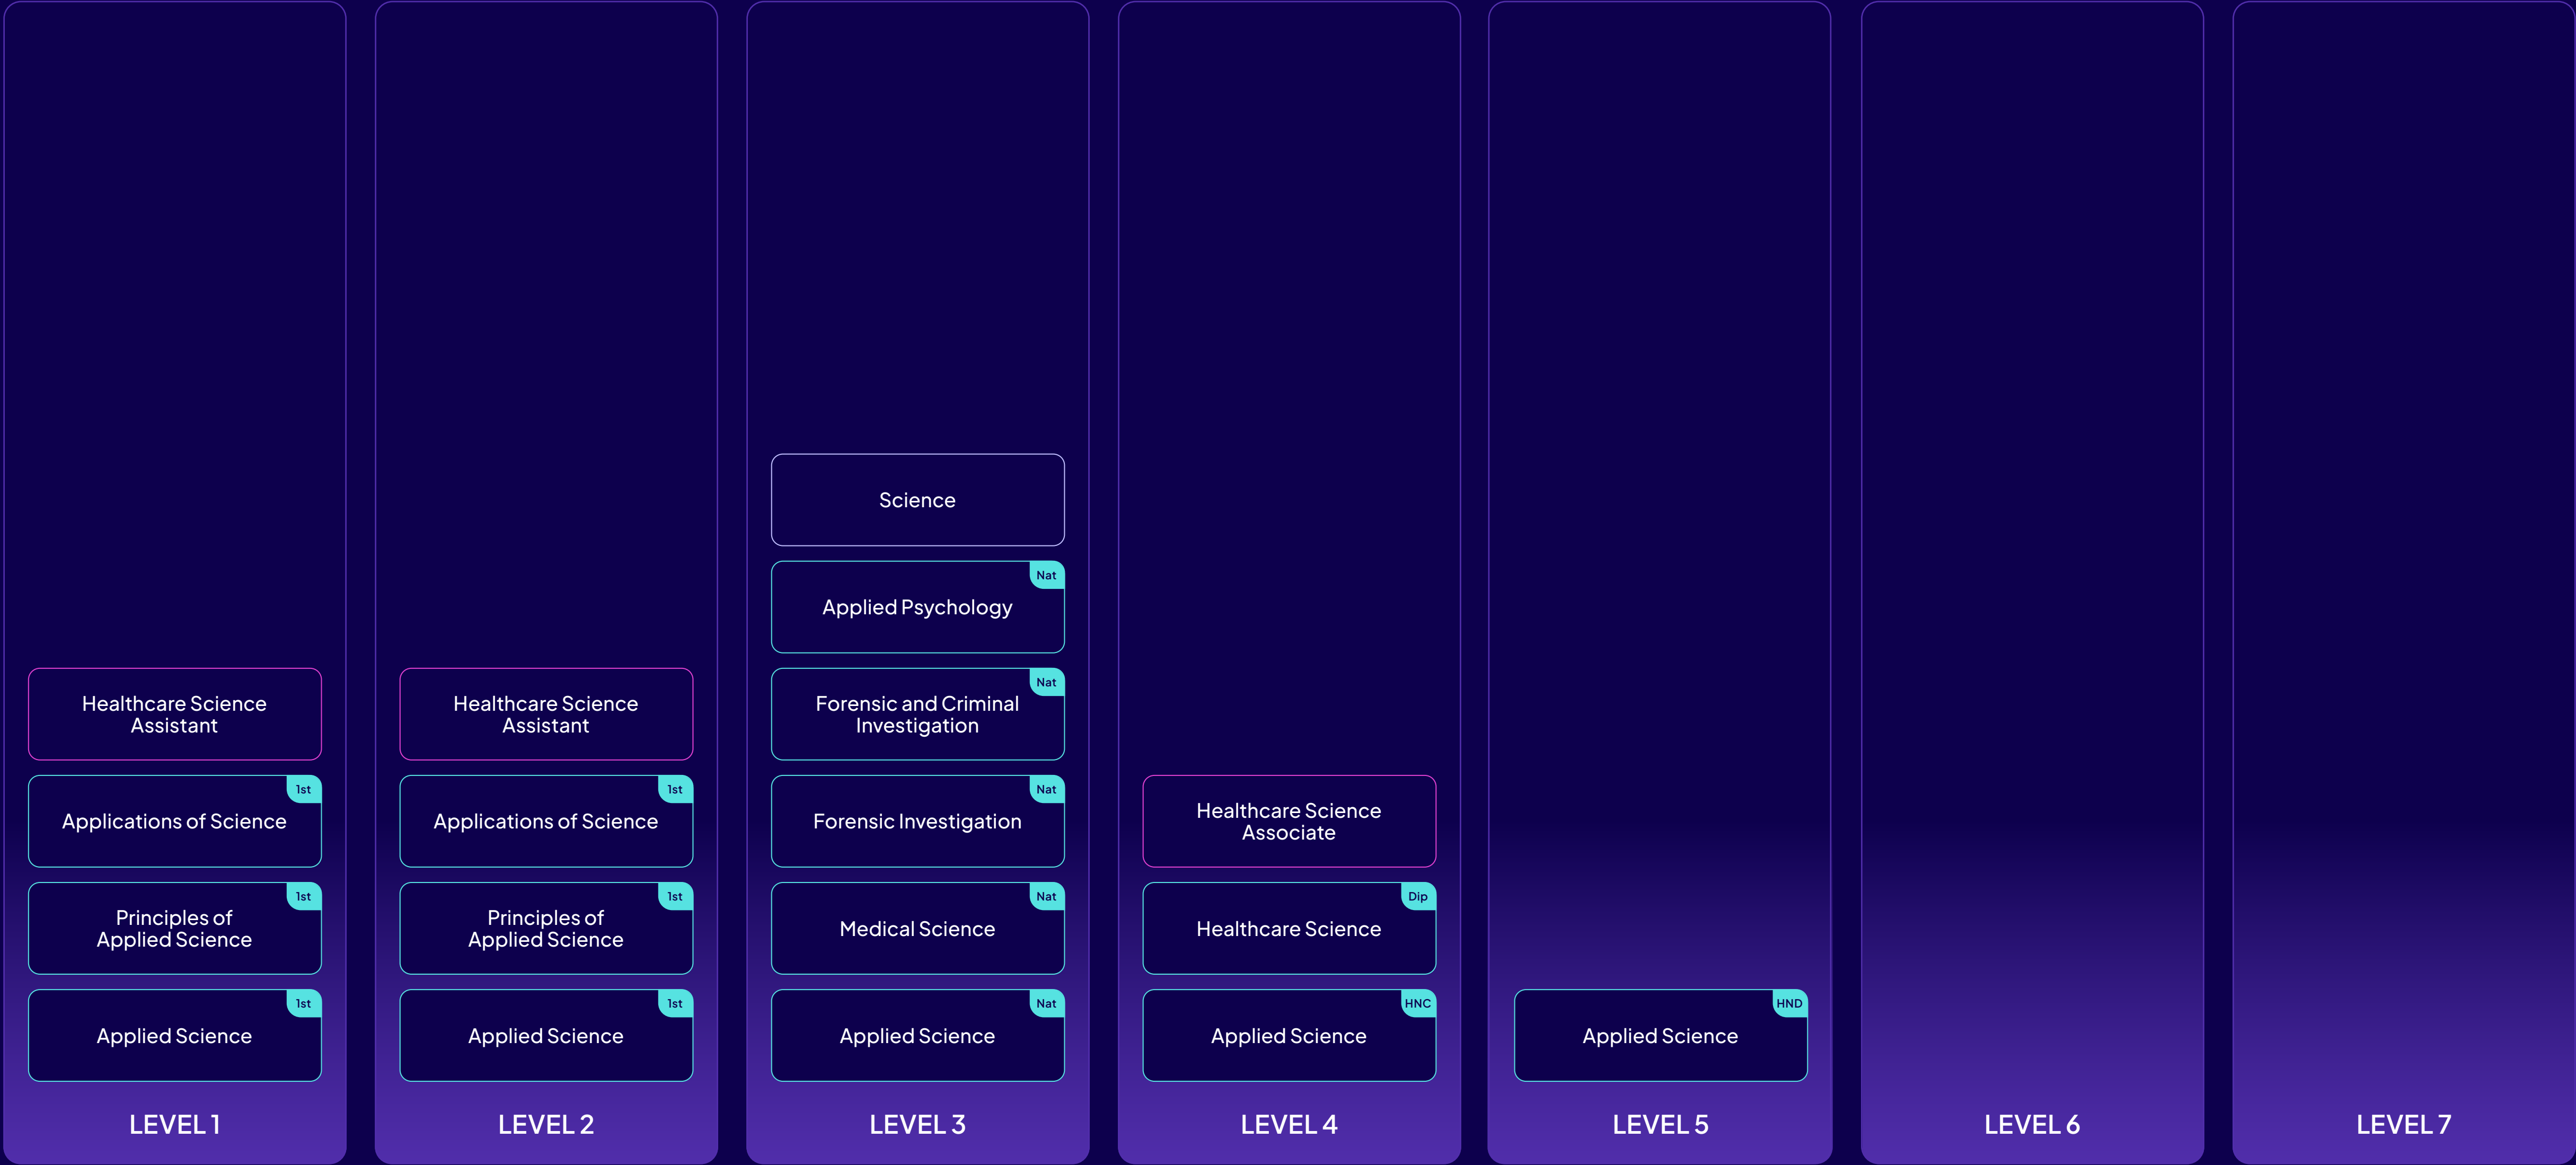 Healthcare Science
Assistant
1st
Applications of Science
1st
Principles of
Applied Science
1st
Applied Science
LEVEL 1
Healthcare Science
Assistant
1st
Applications of Science
1st
Principles of
Applied Science
1st
Applied Science
LEVEL 2
Science
Nat
Applied Psychology
Nat
Forensic and Criminal
Investigation
Nat
Forensic Investigation
Nat
Medical Science
Nat
Applied Science
LEVEL 3
Healthcare Science
Associate
Dip
Healthcare Science
HNC
Applied Science
LEVEL 4
HND
Applied Science
LEVEL 5
LEVEL 6
LEVEL 7